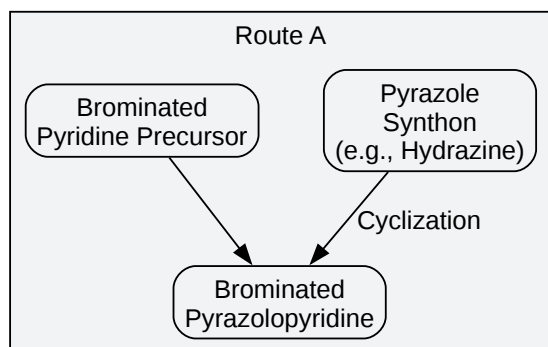 Route A
Brominated
Pyridine Precursor
Pyrazole
Synthon
(e.g., Hydrazine)
Cyclization
Brominated
Pyrazolopyridine